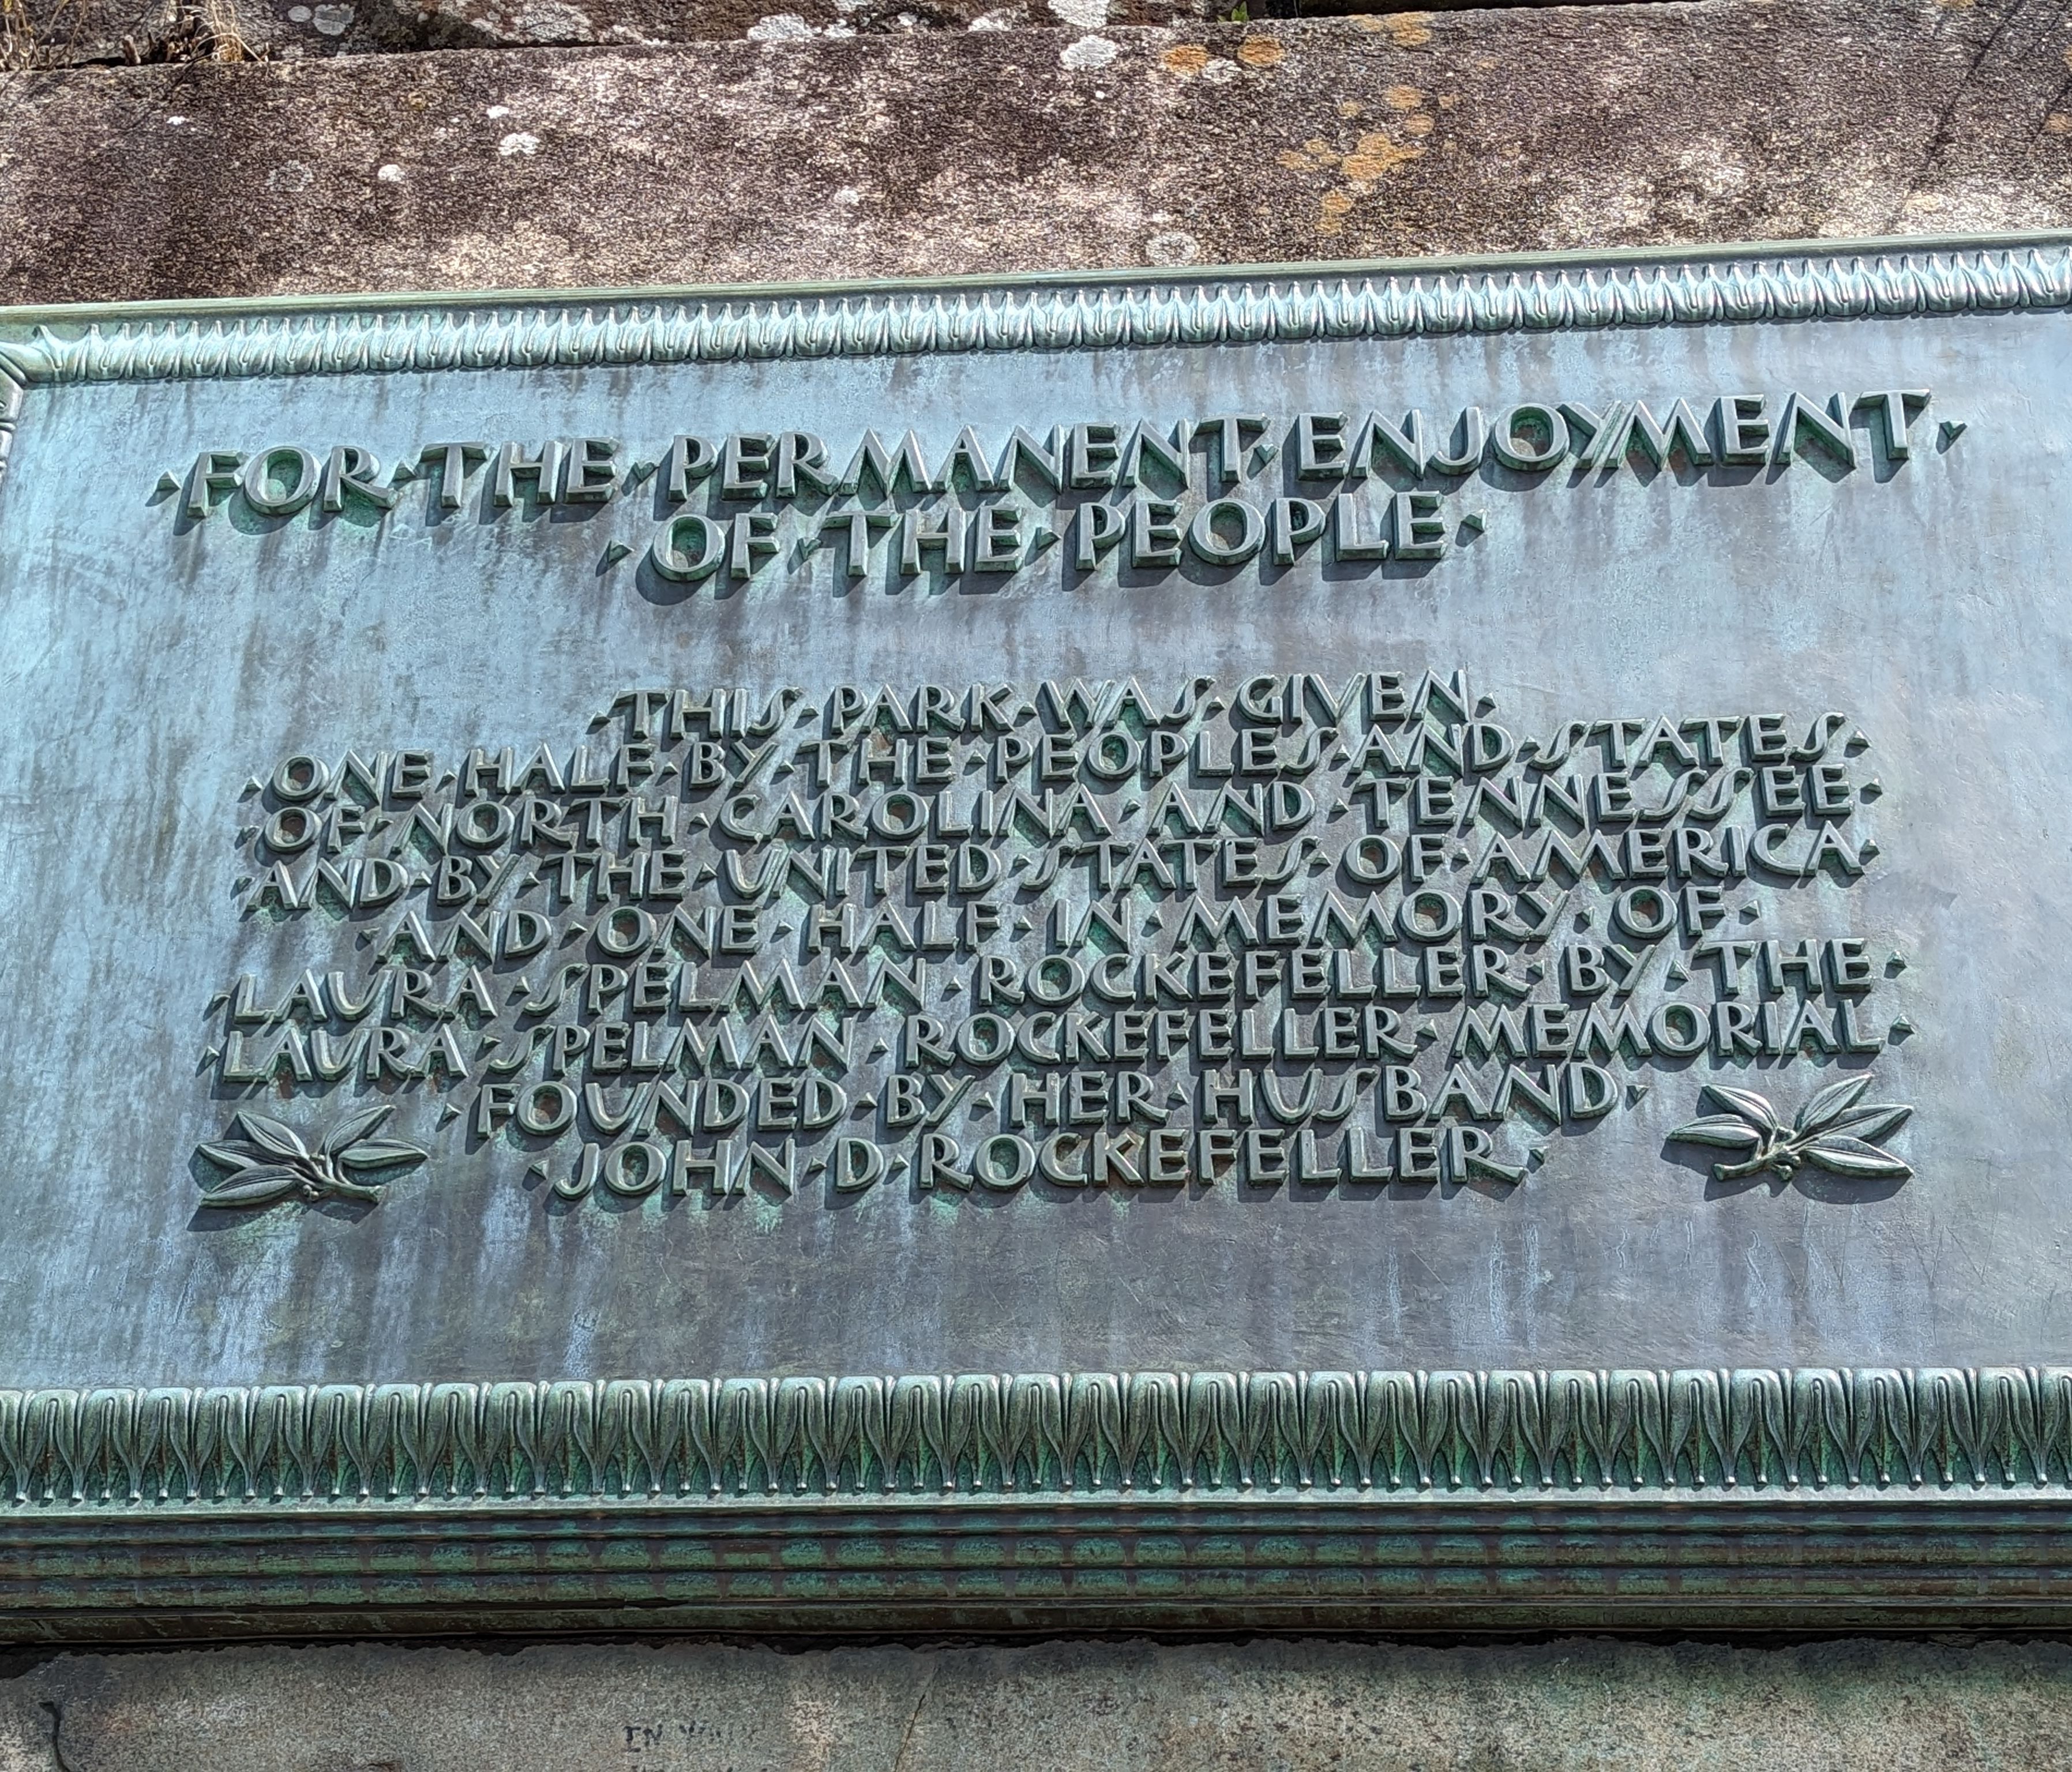 ·FOR·THE·PERMANENT·ENJOYMENT·
·OF·THE·PEOPLE·
·THIS·PARK·WAS·GIVEN·
·ONE·HALF·BY·THE·PEOPLES·AND·STATES·
·OF·NORTH·CAROLINA·AND·TENNESSEE·
·AND·BY·THE·UNITED·STATES·OF·AMERICA·
·AND·ONE·HALF·IN·MEMORY·OF·
·LAURA·SPELMAN·ROCKEFELLER·BY·THE·
·LAURA·SPELMAN·ROCKEFELLER·MEMORIAL·
·FOUNDED·BY·HER·HUSBAND·
·JOHN·D·ROCKEFELLER·